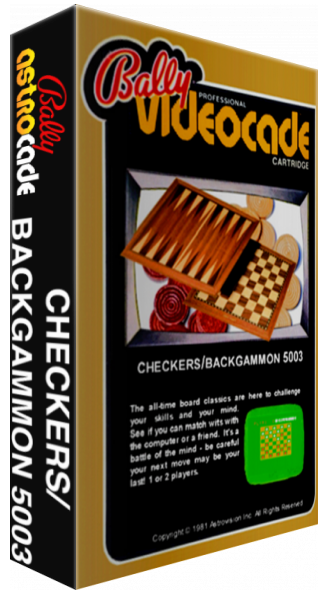 Bally
ASTROCADE
CHECKERS/
BACKGAMMON 5003
Bally
PROFESSIONAL
VIDEOCADE
CARTRIDGE
CHECKERS/BACKGAMMON 5003
The all-time board classics are here to challenge
your skills and your mind.
See if you can match wits with
the computer or a friend. It's a
battle of the mind - be careful
your next move may be your
last! 1 or 2 players.
Copyright © 1981 Astrovision Inc. All Rights Reserved